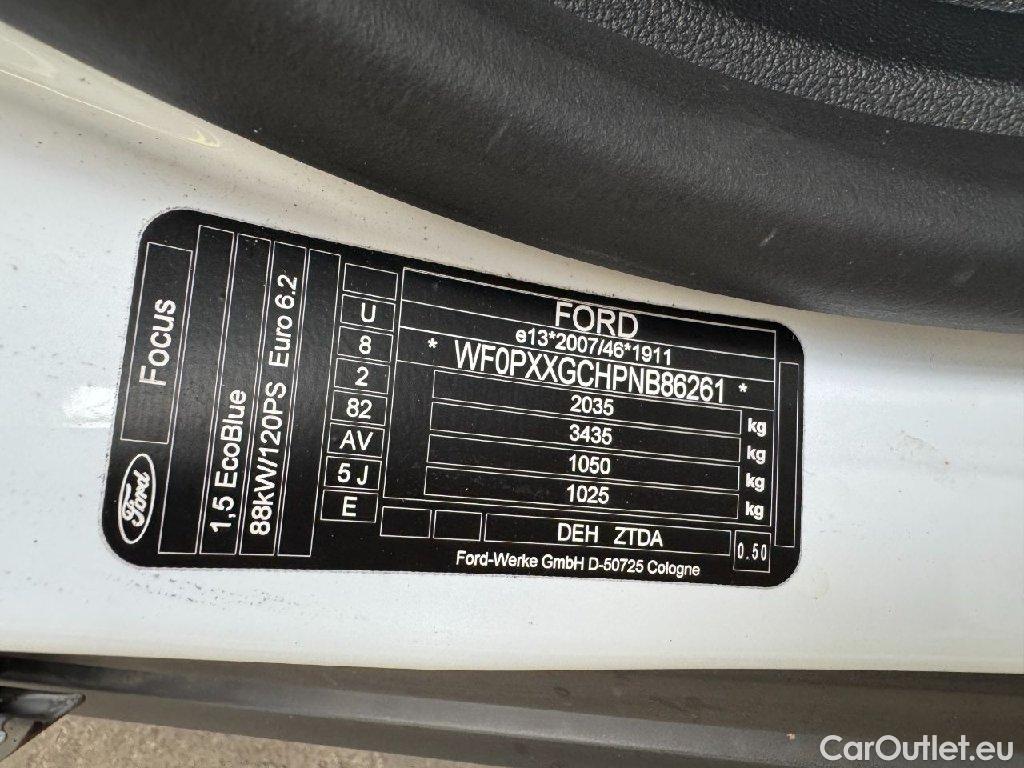 Focus
Ford
1,5 EcoBlue
88kW/120PS Euro 6.2
U
8
2
82
AV
5 J
E
FORD
e13*2007/46*1911
* WF0PXXGCHPNB86261 *
2035 kg
3435 kg
1050 kg
1025 kg
DEH ZTDA
0.50
Ford-Werke GmbH D-50725 Cologne
CarOutlet.eu